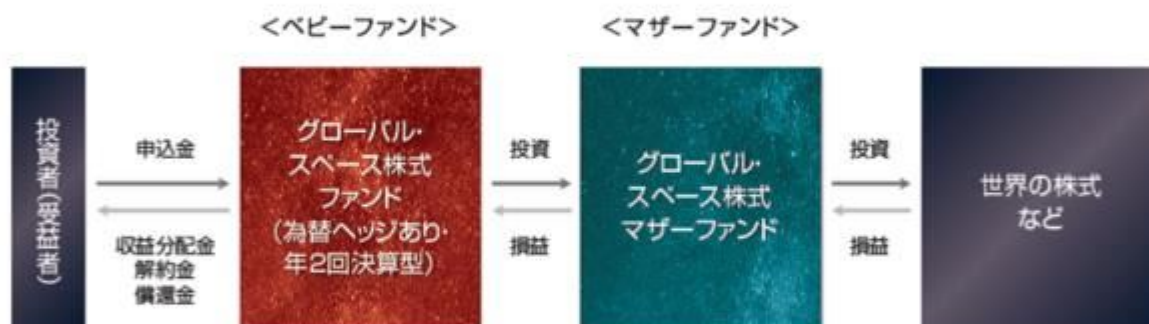 <ベビーファンド>
<マザーファンド>
投資者(受益者)
申込金
収益分配金
解約金
償還金
グローバル・
スペース株式
ファンド
(為替ヘッジあり・
年2回決算型)
投資
損益
グローバル・
スペース株式
マザーファンド
投資
損益
世界の株式
など